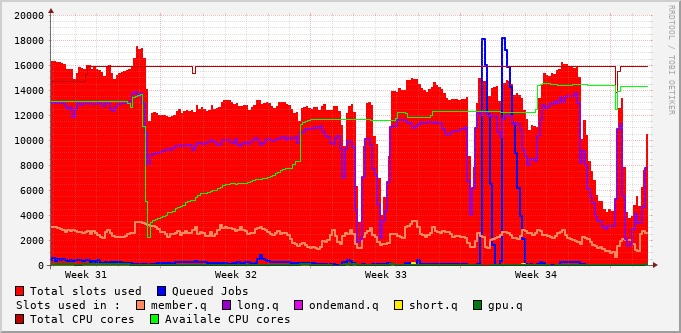 20000
18000
16000
14000
12000
10000
8000
6000
4000
2000
0
Week 31 Week 32 Week 33 Week 34
Total slots used Queued Jobs
Slots used in : member.q long.q ondemand.q short.q gpu.q
Total CPU cores Availale CPU cores
RRDTOOL / TOBI OETIKER